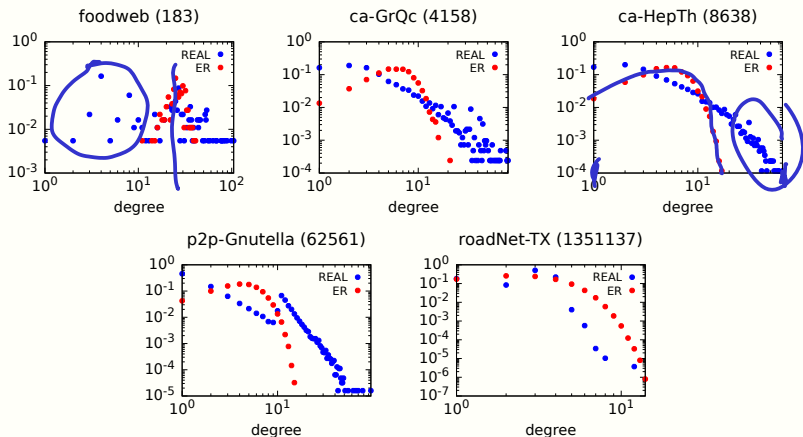 foodweb (183)
10^0
10^-1
10^-2
10^-3
10^0
10^1
10^2
REAL
ER
degree
ca-GrQc (4158)
10^0
10^-1
10^-2
10^-3
10^-4
10^0
10^1
REAL
ER
degree
ca-HepTh (8638)
10^0
10^-1
10^-2
10^-3
10^-4
10^0
10^1
REAL
ER
degree
p2p-Gnutella (62561)
10^0
10^-1
10^-2
10^-3
10^-4
10^-5
10^0
10^1
REAL
ER
degree
roadNet-TX (1351137)
10^0
10^-1
10^-2
10^-3
10^-4
10^-5
10^-6
10^-7
10^0
10^1
REAL
ER
degree